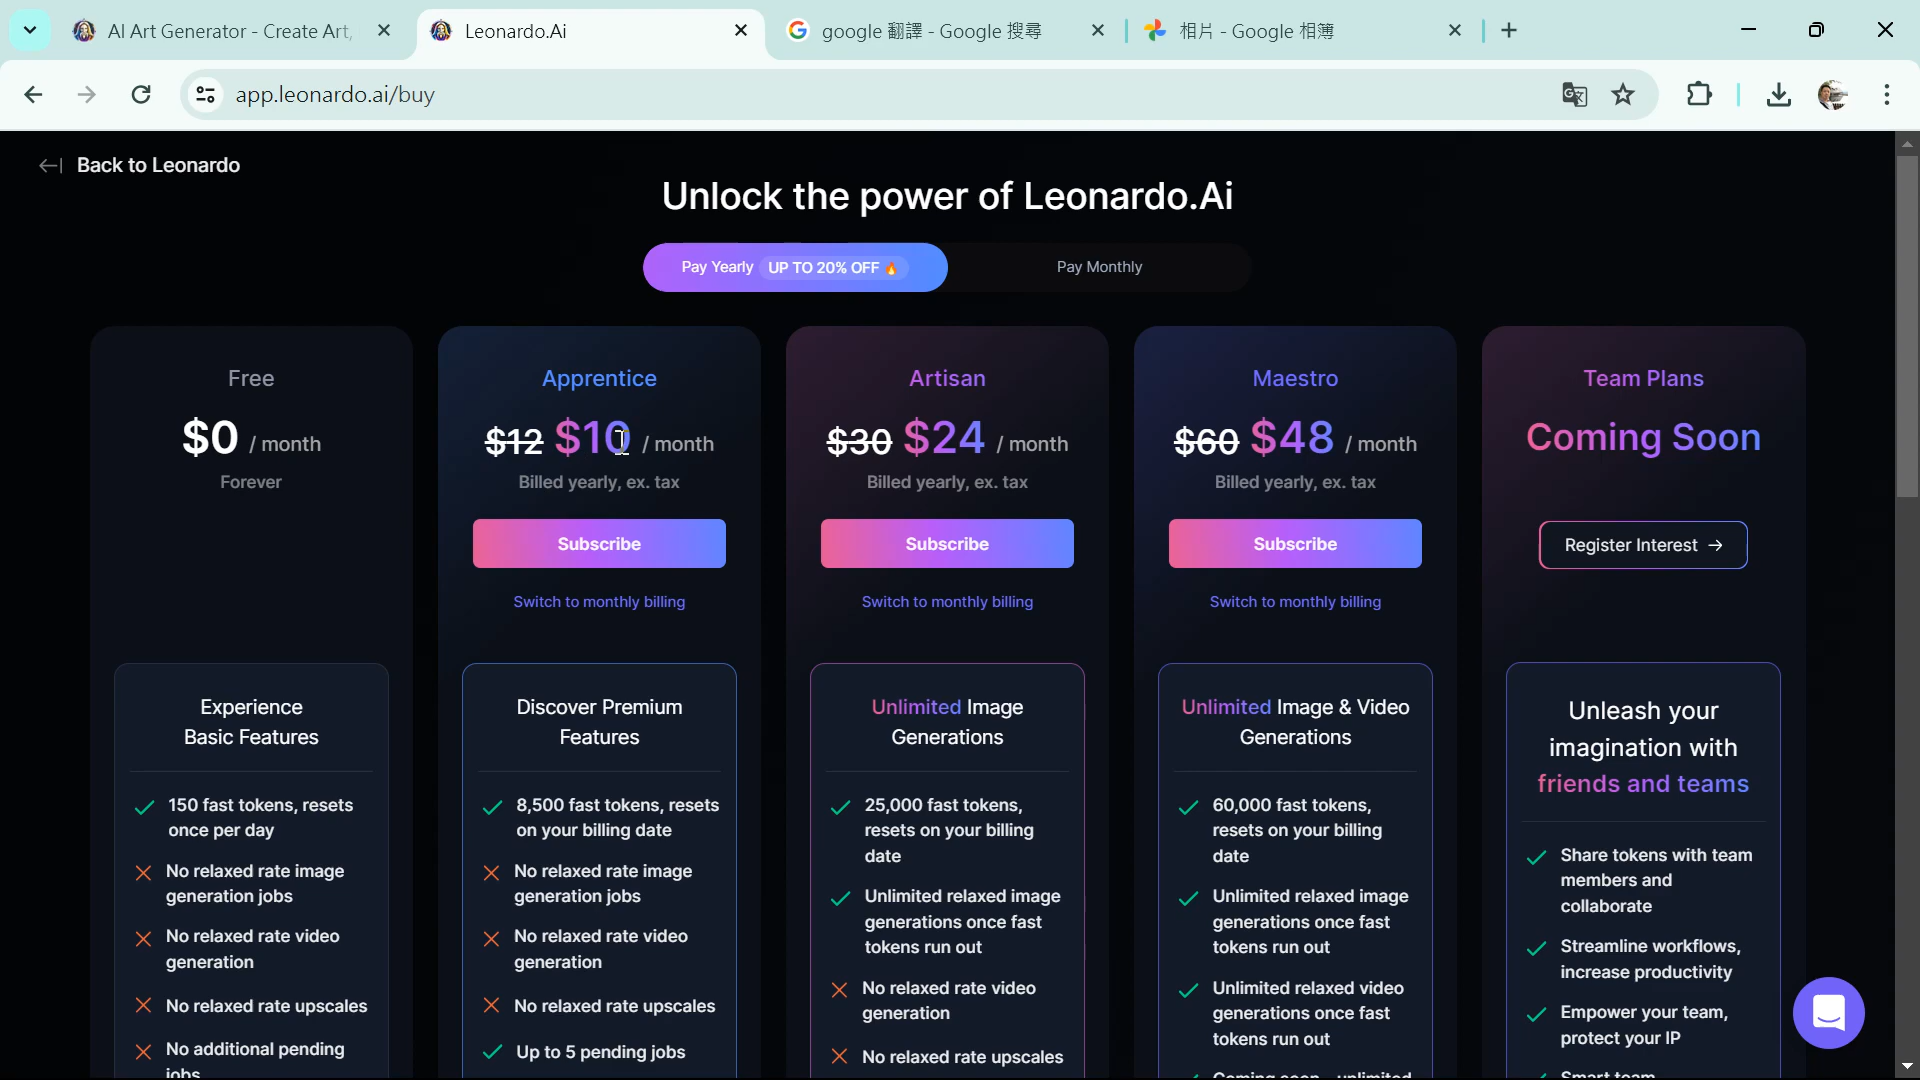 AI Art Generator - Create Art,
Leonardo.Ai
google 翻譯 - Google 搜尋
相片 - Google 相簿
app.leonardo.ai/buy
Back to Leonardo
Unlock the power of Leonardo.Ai
Pay Yearly UP TO 20% OFF 🔥
Pay Monthly
Free
$0 / month
Forever
Experience
Basic Features
150 fast tokens, resets
once per day
No relaxed rate image
generation jobs
No relaxed rate video
generation
No relaxed rate upscales
No additional pending
jobs
Apprentice
$12 $10 / month
Billed yearly, ex. tax
Subscribe
Switch to monthly billing
Discover Premium
Features
8,500 fast tokens, resets
on your billing date
No relaxed rate image
generation jobs
No relaxed rate video
generation
No relaxed rate upscales
Up to 5 pending jobs
Artisan
$30 $24 / month
Billed yearly, ex. tax
Subscribe
Switch to monthly billing
Unlimited Image
Generations
25,000 fast tokens,
resets on your billing
date
Unlimited relaxed image
generations once fast
tokens run out
No relaxed rate video
generation
No relaxed rate upscales
Maestro
$60 $48 / month
Billed yearly, ex. tax
Subscribe
Switch to monthly billing
Unlimited Image & Video
Generations
60,000 fast tokens,
resets on your billing
date
Unlimited relaxed image
generations once fast
tokens run out
Unlimited relaxed video
generations once fast
tokens run out
Coming soon - unlimited
Team Plans
Coming Soon
Register Interest →
Unleash your
imagination with
friends and teams
Share tokens with team
members and
collaborate
Streamline workflows,
increase productivity
Empower your team,
protect your IP
Smart team